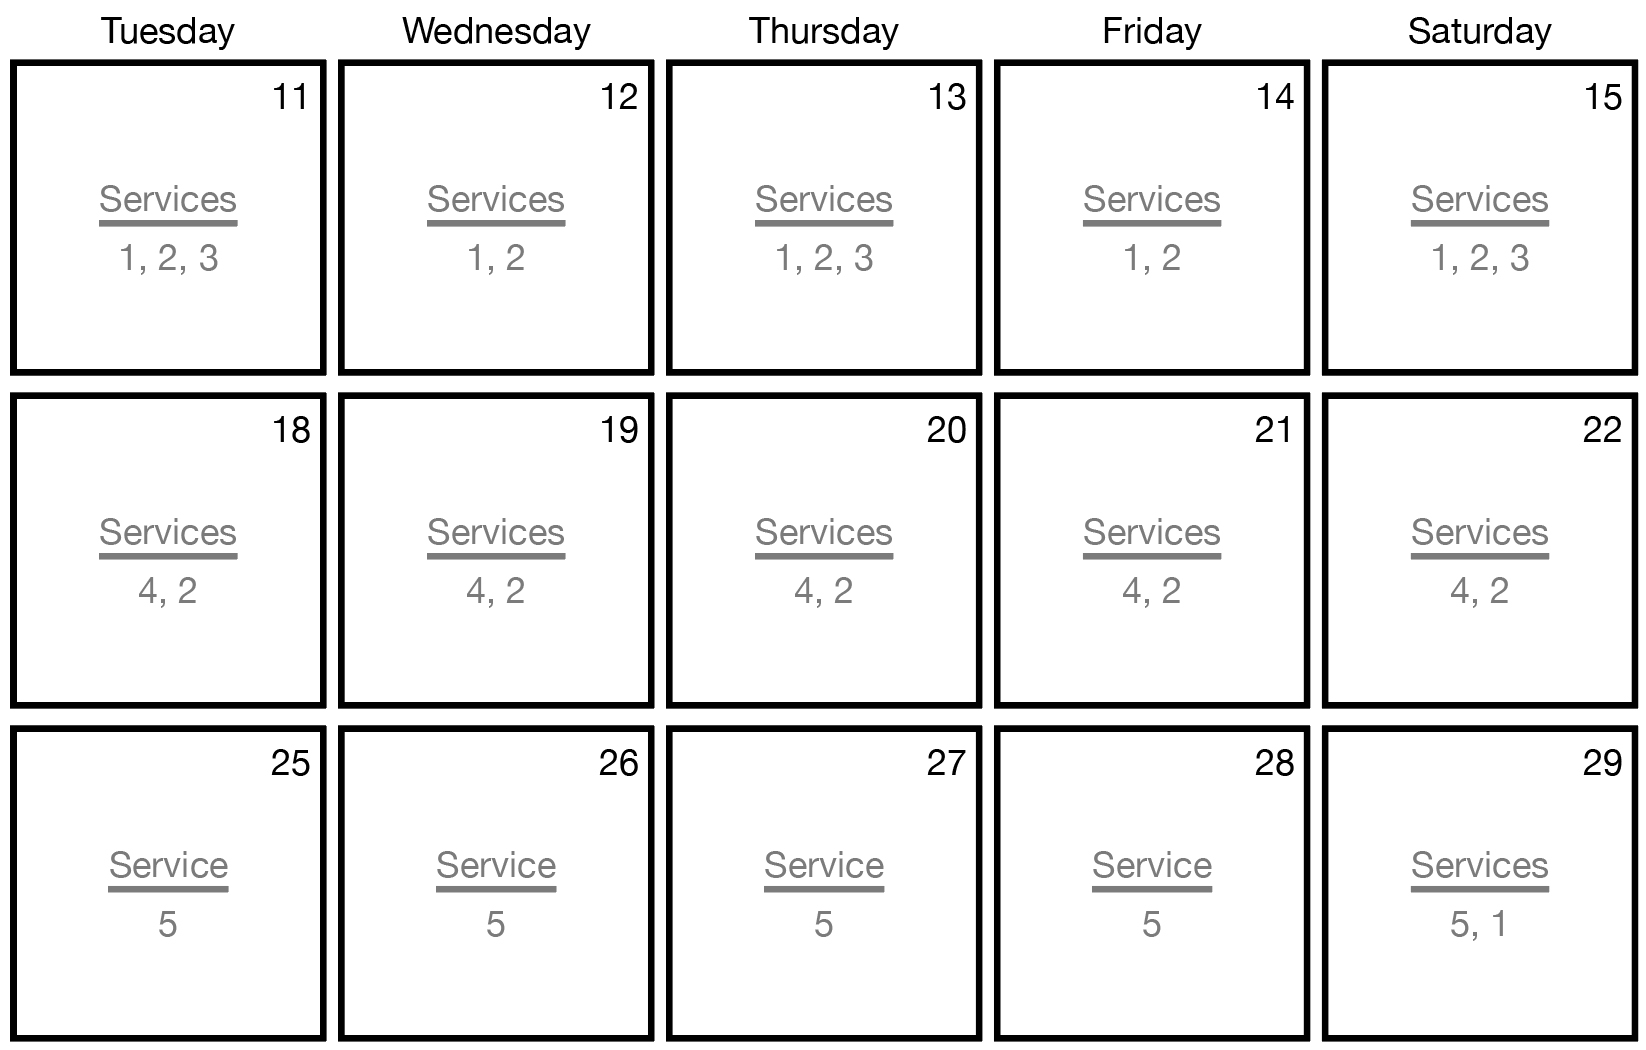 Tuesday Wednesday Thursday Friday Saturday
11 12 13 14 15
Services Services Services Services Services
1, 2, 3 1, 2 1, 2, 3 1, 2 1, 2, 3
18 19 20 21 22
Services Services Services Services Services
4, 2 4, 2 4, 2 4, 2 4, 2
25 26 27 28 29
Service Service Service Service Services
5 5 5 5 5, 1